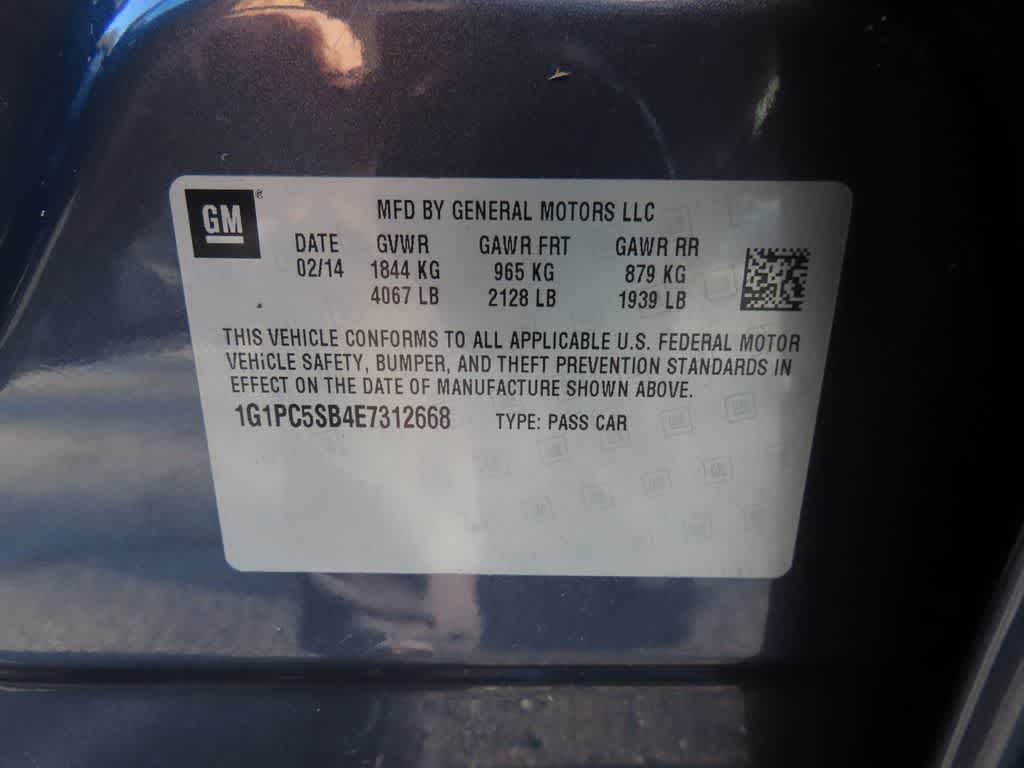 GM®
MFD BY GENERAL MOTORS LLC
DATE GVWR GAWR FRT GAWR RR
02/14 1844 KG 965 KG 879 KG
4067 LB 2128 LB 1939 LB
THIS VEHICLE CONFORMS TO ALL APPLICABLE U.S. FEDERAL MOTOR
VEHICLE SAFETY, BUMPER, AND THEFT PREVENTION STANDARDS IN
EFFECT ON THE DATE OF MANUFACTURE SHOWN ABOVE.
1G1PC5SB4E7312668 TYPE: PASS CAR